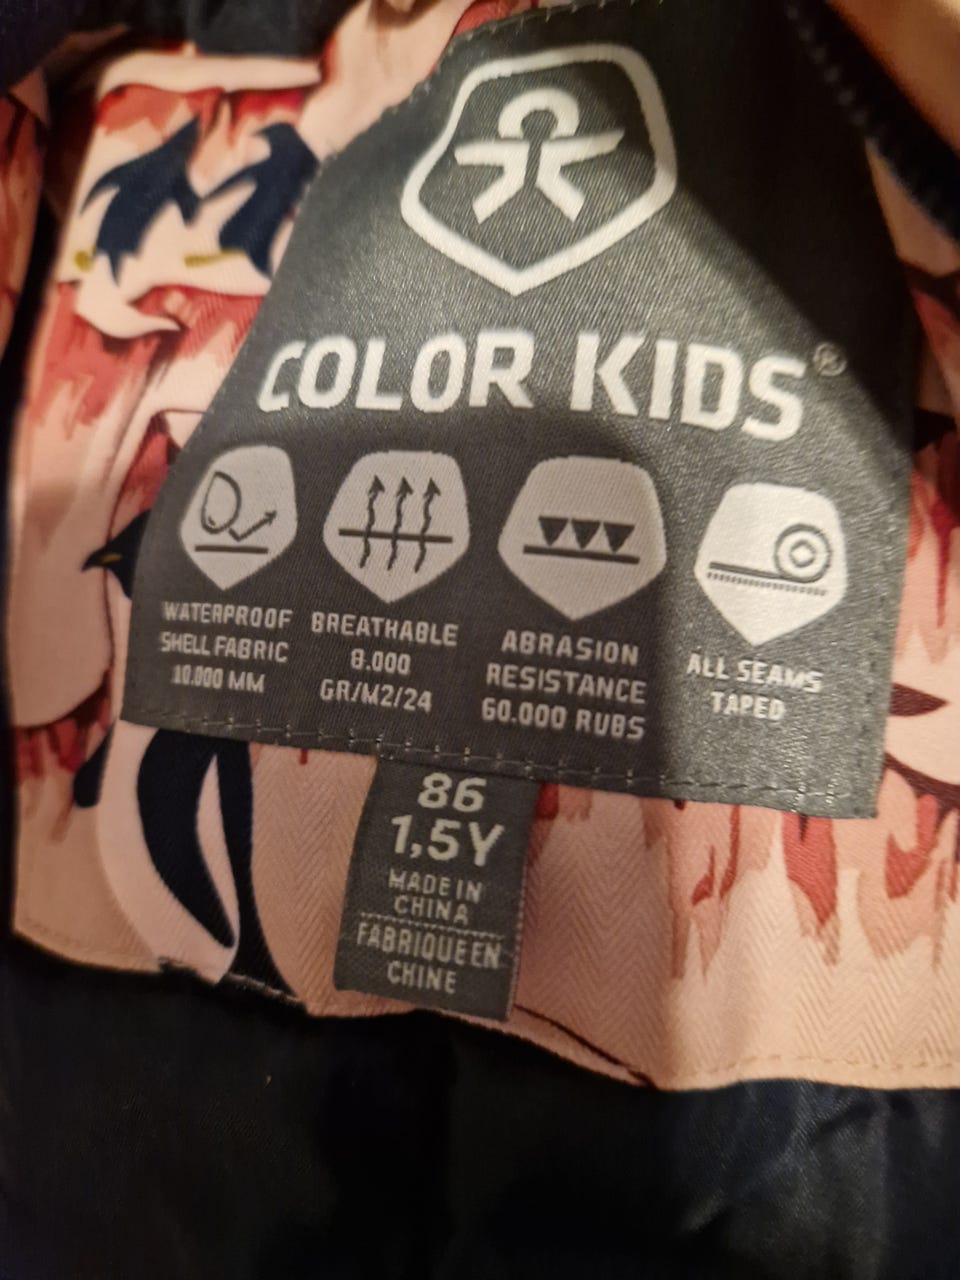 COLOR KIDS®
WATERPROOF
SHELL FABRIC
10.000 MM
BREATHABLE
8.000
GR/M2/24
ABRASION
RESISTANCE
60.000 RUBS
ALL SEAMS
TAPED
86
1,5Y
MADE IN
CHINA
FABRIQUE EN
CHINE